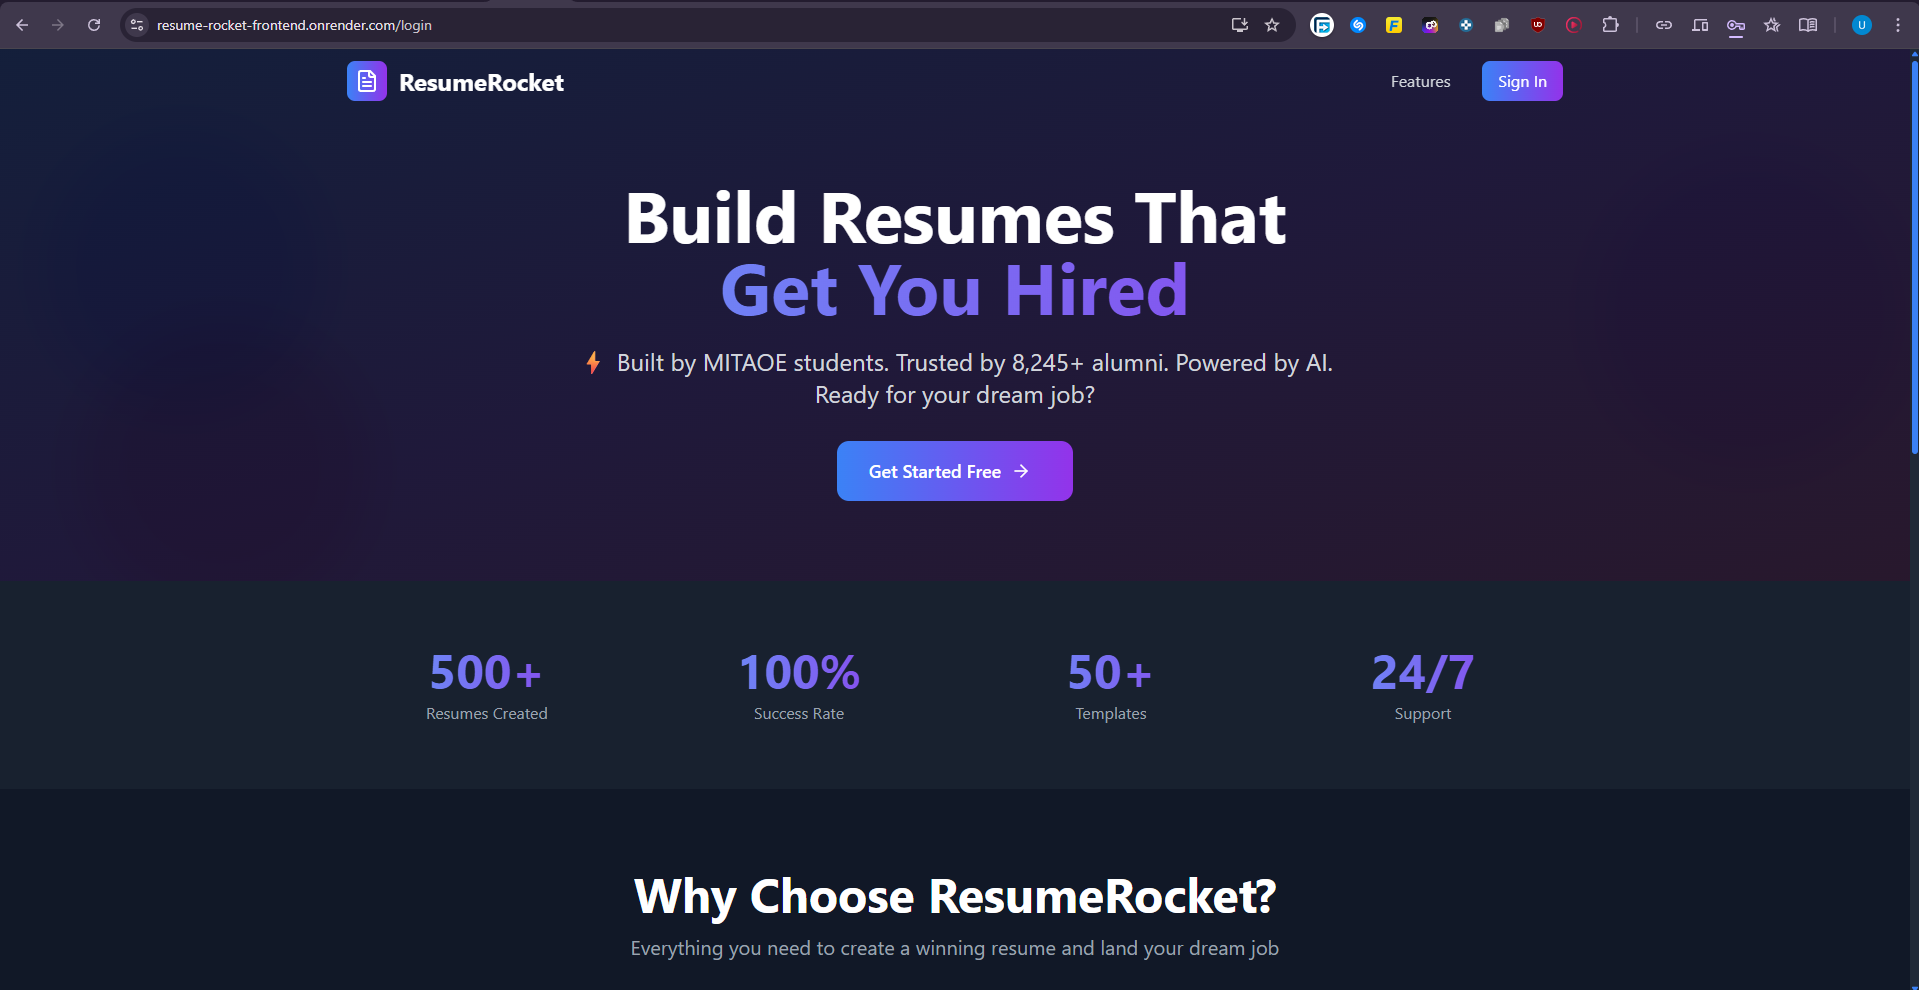 resume-rocket-frontend.onrender.com/login
U
ResumeRocket
Features
Sign In
Build Resumes That
Get You Hired
Built by MITAOE students. Trusted by 8,245+ alumni. Powered by AI.
Ready for your dream job?
Get Started Free
500+
Resumes Created
100%
Success Rate
50+
Templates
24/7
Support
Why Choose ResumeRocket?
Everything you need to create a winning resume and land your dream job